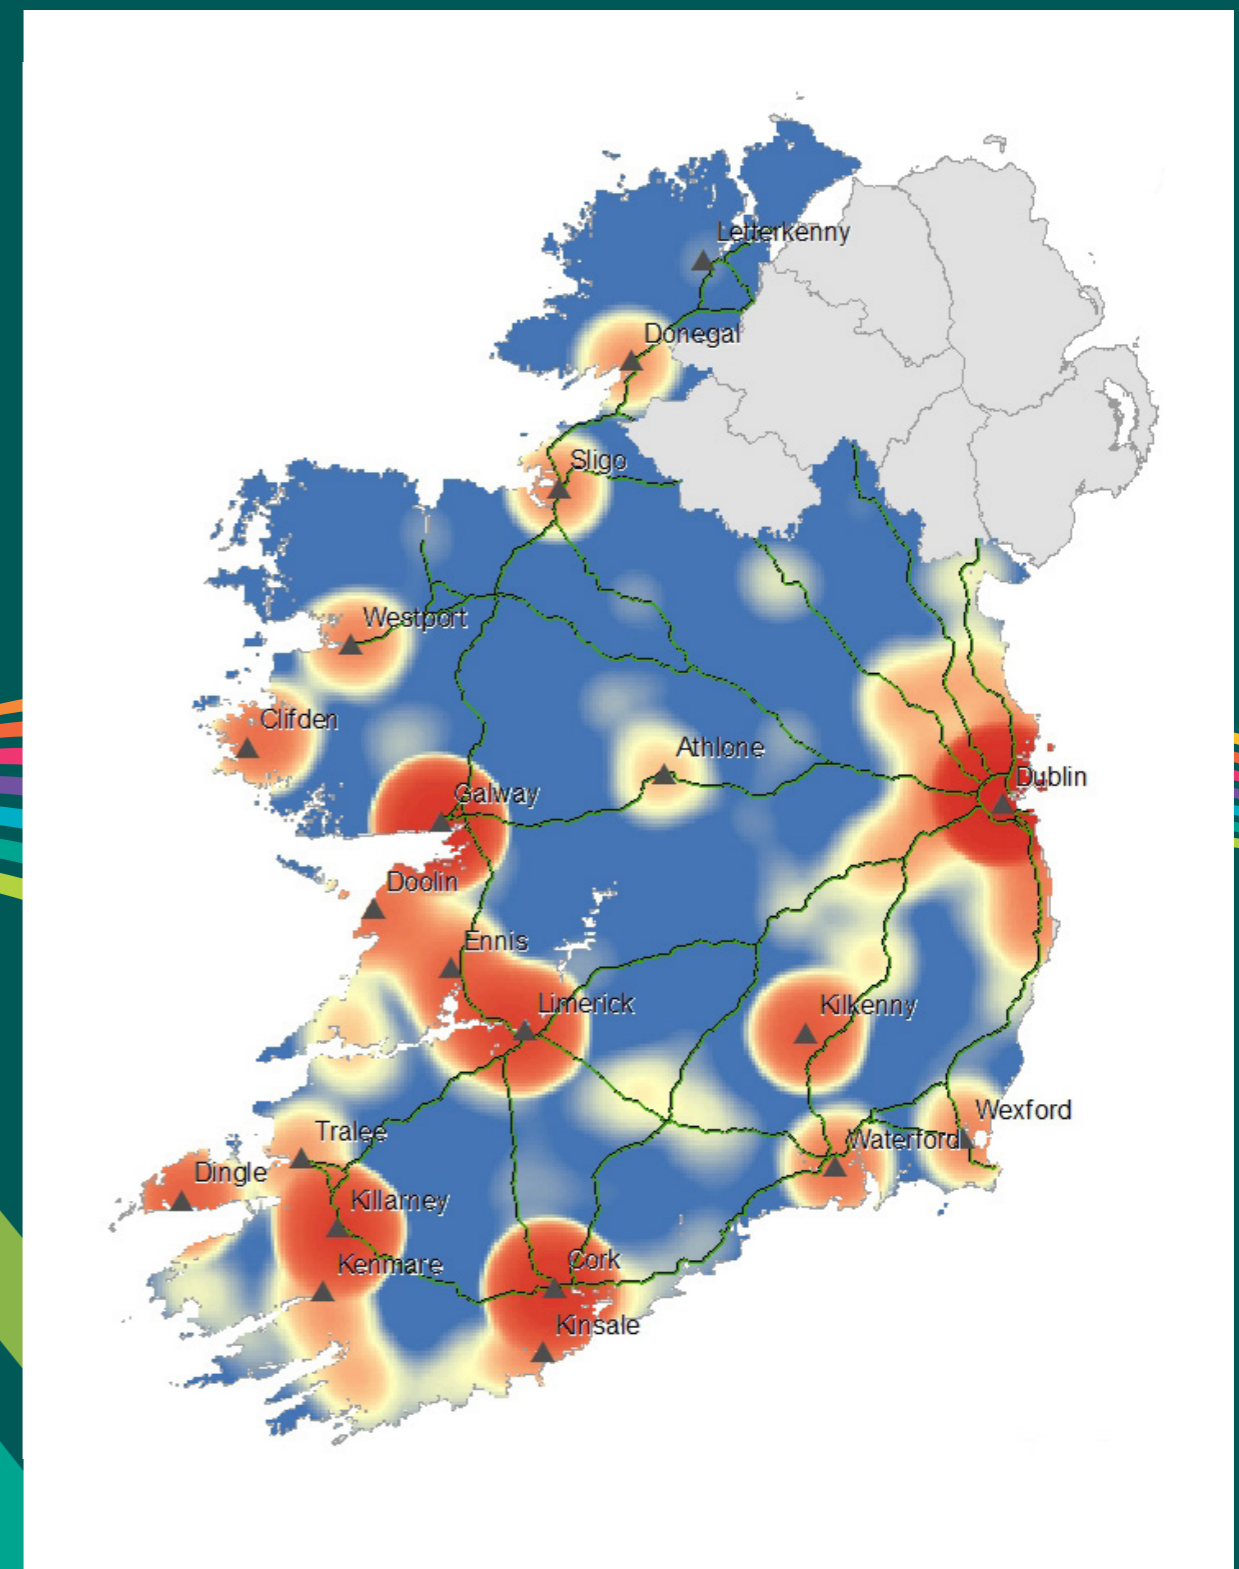 Letterkenny
Donegal
Sligo
Westport
Clifden
Athlone
Dublin
Galway
Doolin
Ennis
Limerick
Kilkenny
Wexford
Tralee
Waterford
Dingle
Killarney
Kenmare
Cork
Kinsale